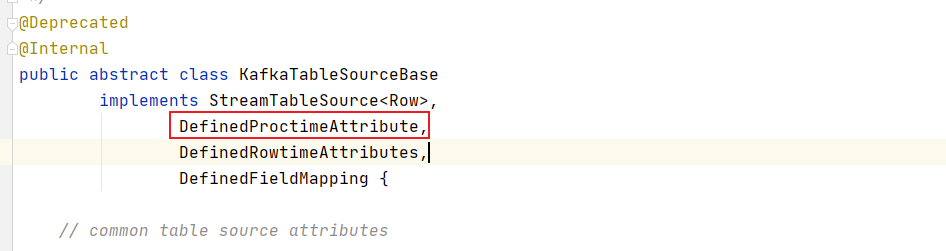 @Deprecated
@Internal
public abstract class KafkaTableSourceBase
implements StreamTableSource<Row>,
DefinedProctimeAttribute,
DefinedRowtimeAttributes,
DefinedFieldMapping {
// common table source attributes